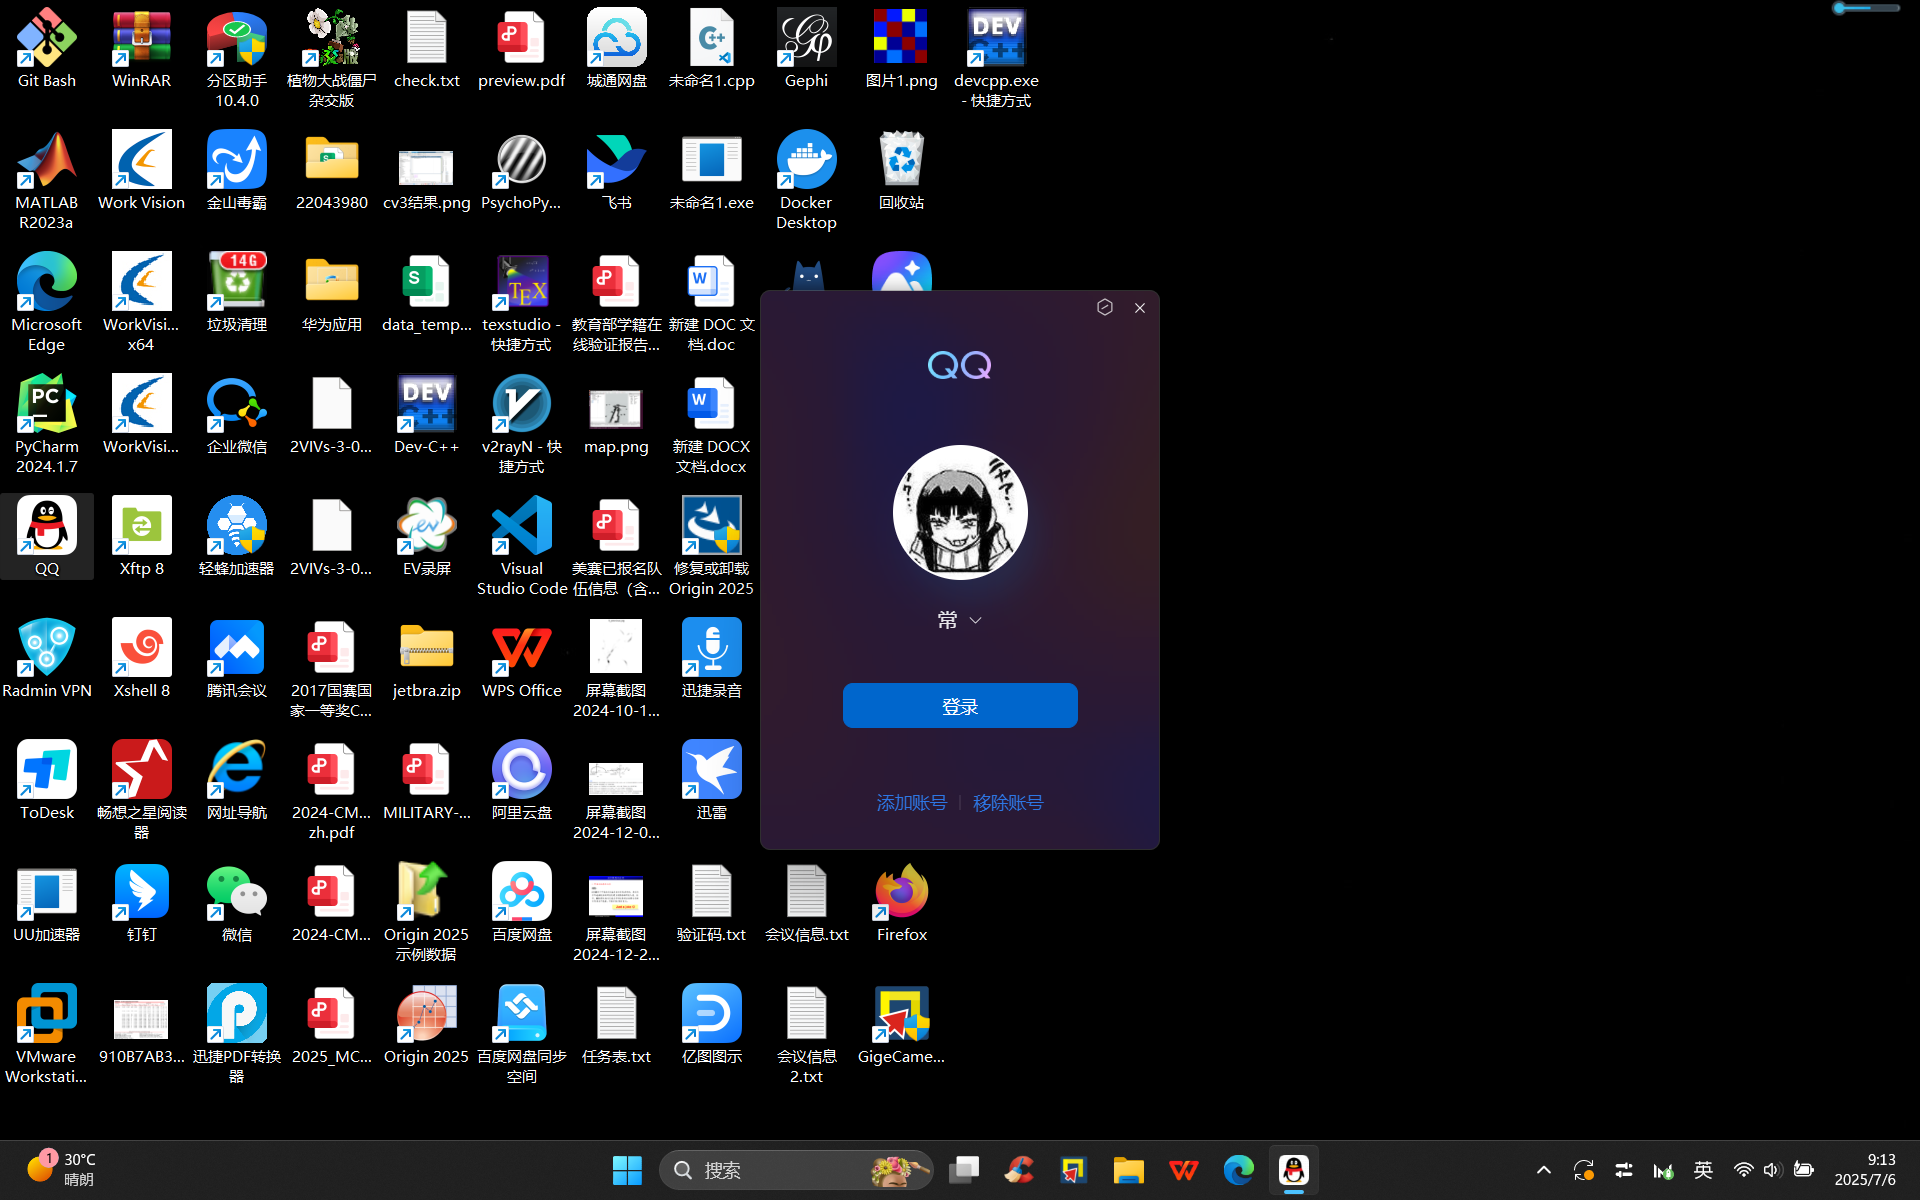 Git Bash
WinRAR
分区助手
10.4.0
植物大战僵尸
杂交版
check.txt
preview.pdf
城通网盘
未命名1.cpp
Gephi
图片1.png
DEV
devcpp.exe
- 快捷方式
MATLAB
R2023a
Work Vision
金山毒霸
22043980
cv3结果.png
PsychoPy...
飞书
未命名1.exe
Docker
Desktop
回收站
14G
Microsoft
Edge
WorkVisi...
x64
垃圾清理
华为应用
data_temp...
texstudio -
快捷方式
教育部学籍在
线验证报告...
新建 DOC 文
档.doc
QQ
PyCharm
2024.1.7
WorkVisi...
企业微信
2VIVs-3-0...
DEV
C++
Dev-C++
v2rayN - 快
捷方式
map.png
新建 DOCX
文档.docx
QQ
Xftp 8
轻蜂加速器
2VIVs-3-0...
EV录屏
Visual
Studio Code
美赛已报名队
伍信息（含...
修复或卸载
Origin 2025
常
Radmin VPN
Xshell 8
腾讯会议
2017国赛国
家一等奖C...
jetbra.zip
WPS Office
屏幕截图
2024-10-1...
迅捷录音
登录
ToDesk
畅想之星阅读
器
网址导航
2024-CM...
zh.pdf
MILITARY-...
阿里云盘
屏幕截图
2024-12-0...
迅雷
添加账号
移除账号
UU加速器
钉钉
微信
2024-CM...
Origin 2025
示例数据
百度网盘
屏幕截图
2024-12-2...
验证码.txt
会议信息.txt
Firefox
VMware
Workstati...
910B7AB3...
迅捷PDF转换
器
2025_MC...
Origin 2025
百度网盘同步
空间
任务表.txt
亿图图示
会议信息
2.txt
GigeCame...
1
30°C
晴朗
搜索
英
9:13
2025/7/6